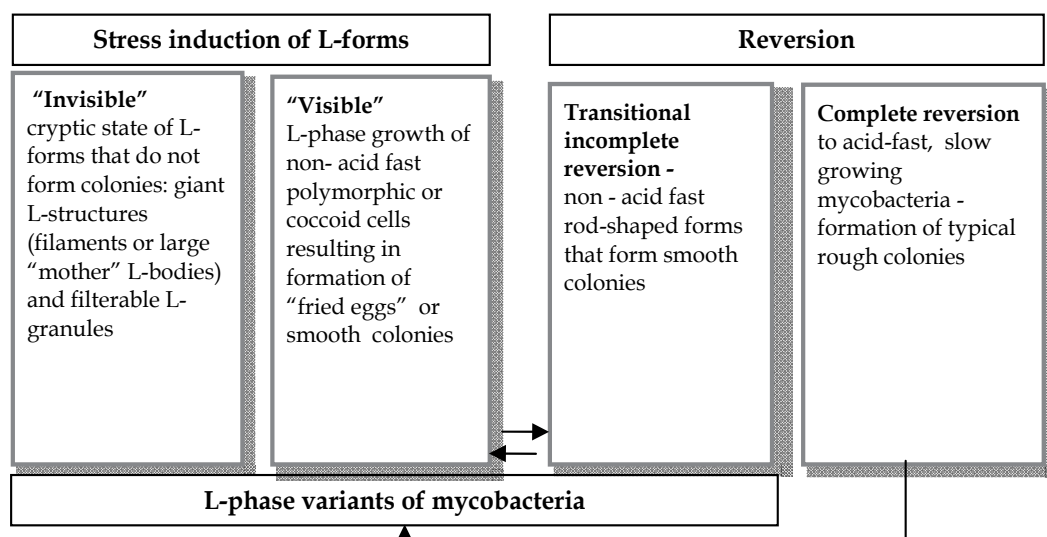 Stress induction of L-forms
Reversion
“Invisible”
cryptic state of L-
forms that do not
form colonies: giant
L-structures
(filaments or large
“mother” L-bodies)
and filterable L-
granules
“Visible”
L-phase growth of
non- acid fast
polymorphic or
coccoid cells
resulting in
formation of
“fried eggs” or
smooth colonies
Transitional
incomplete
reversion -
non - acid fast
rod-shaped forms
that form smooth
colonies
Complete reversion
to acid-fast, slow
growing
mycobacteria -
formation of typical
rough colonies
L-phase variants of mycobacteria